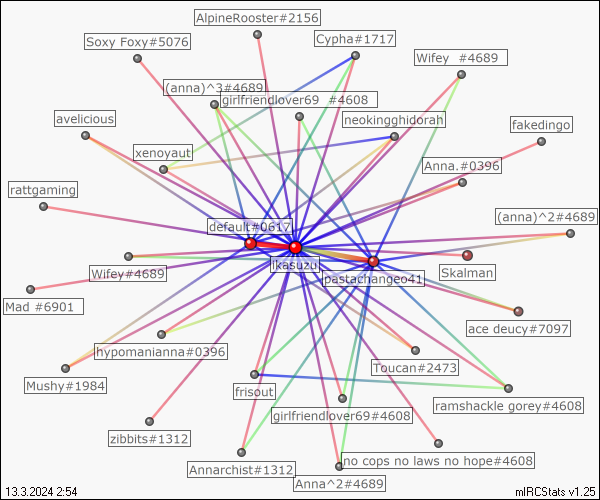 AlpineRooster#2156
Soxy Foxy#5076
Cypha#1717
Wifey  #4689
(anna)^3#4689
girlfriendlover69  #4608
avelicious
neokingghidorah
fakedingo
xenoyaut
Anna.#0396
rattgaming
default#0617
(anna)^2#4689
Ikasuzu
Wifey#4689
pastachangeo41
Skalman
Mad #6901
ace deucy#7097
hypomanianna#0396
Toucan#2473
Mushy#1984
frisout
ramshackle gorey#4608
girlfriendlover69#4608
zibbits#1312
no cops no laws no hope#4608
Annarchist#1312
Anna^2#4689
13.3.2024 2:54
mIRCStats v1.25